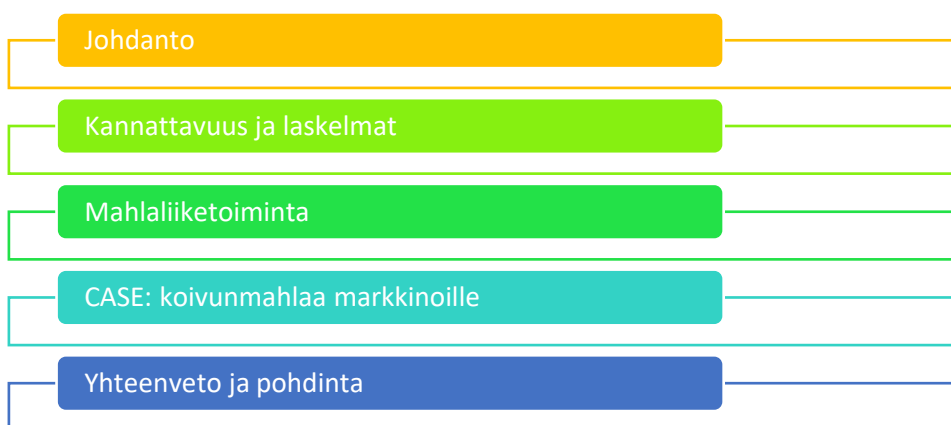 Johdanto
Kannattavuus ja laskelmat
Mahlaliiketoiminta
CASE: koivunmahlaa markkinoille
Yhteenveto ja pohdinta